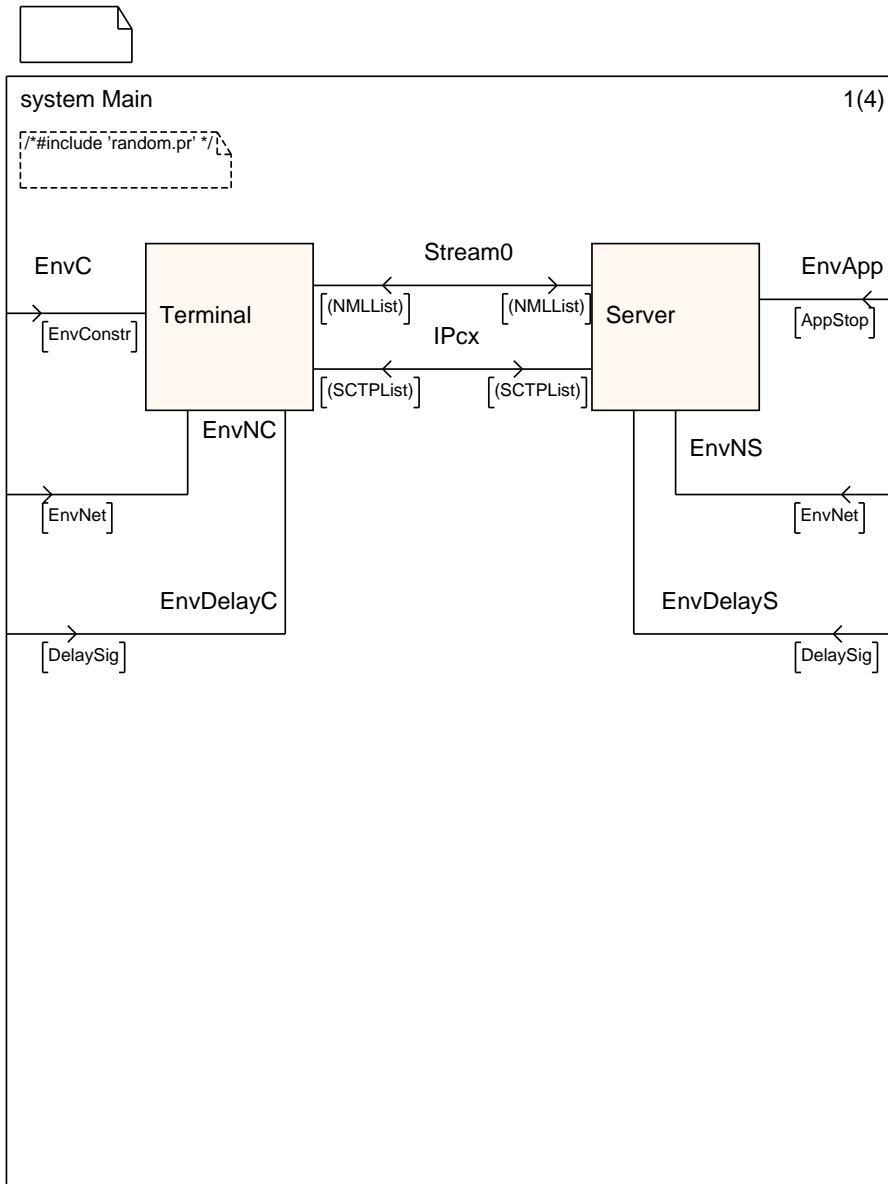 system Main
1(4)
/*#include 'random.pr' */
Stream0
EnvC
EnvApp
Terminal
[(NMLList)]
[(NMLList)]
Server
[EnvConstr]
[AppStop]
IPcx
[(SCTPList)]
[(SCTPList)]
EnvNC
EnvNS
[EnvNet]
[EnvNet]
EnvDelayC
EnvDelayS
[DelaySig]
[DelaySig]